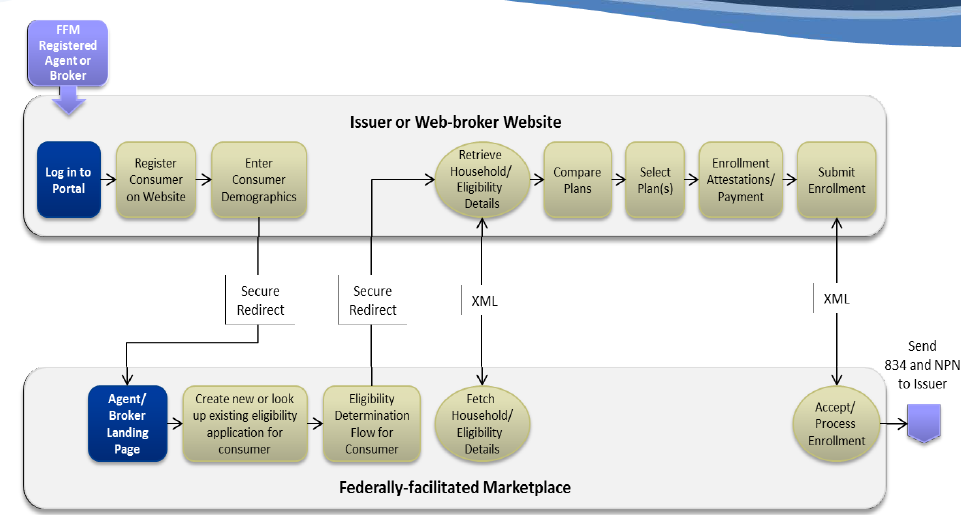 FFM
Registered
Agent or
Broker
Issuer or Web-broker Website
Log in to
Portal
Register
Consumer
on Website
Enter
Consumer
Demographics
Retrieve
Household/
Eligibility
Details
Compare
Plans
Select
Plan(s)
Enrollment
Attestations/
Payment
Submit
Enrollment
Secure
Redirect
Secure
Redirect
XML
XML
Send
834 and NPN
to Issuer
Agent/
Broker
Landing
Page
Create new or look
up existing eligibility
application for
consumer
Eligibility
Determination
Flow for
Consumer
Fetch
Household/
Eligibility
Details
Accept/
Process
Enrollment
Federally-facilitated Marketplace